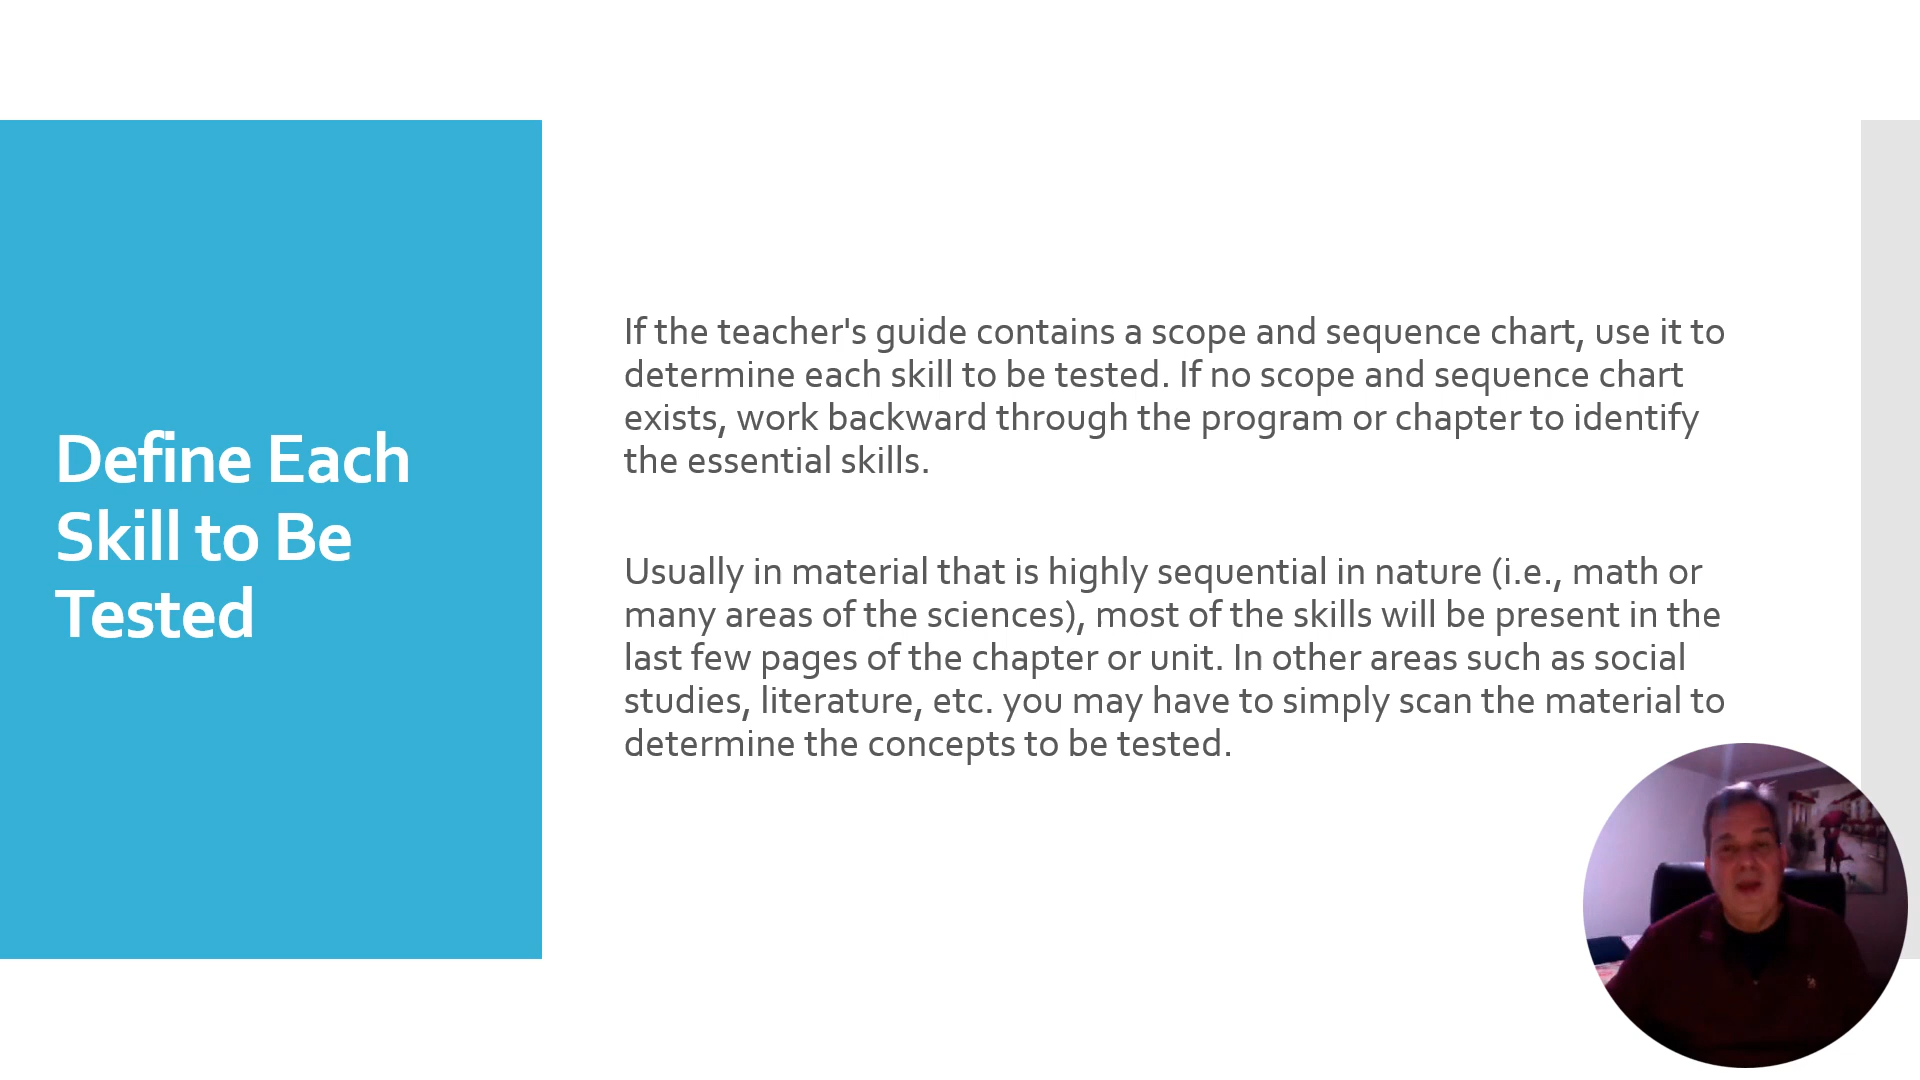 Define Each
Skill to Be
Tested
If the teacher's guide contains a scope and sequence chart, use it to
determine each skill to be tested. If no scope and sequence chart
exists, work backward through the program or chapter to identify
the essential skills.
Usually in material that is highly sequential in nature (i.e., math or
many areas of the sciences), most of the skills will be present in the
last few pages of the chapter or unit. In other areas such as social
studies, literature, etc. you may have to simply scan the material to
determine the concepts to be tested.